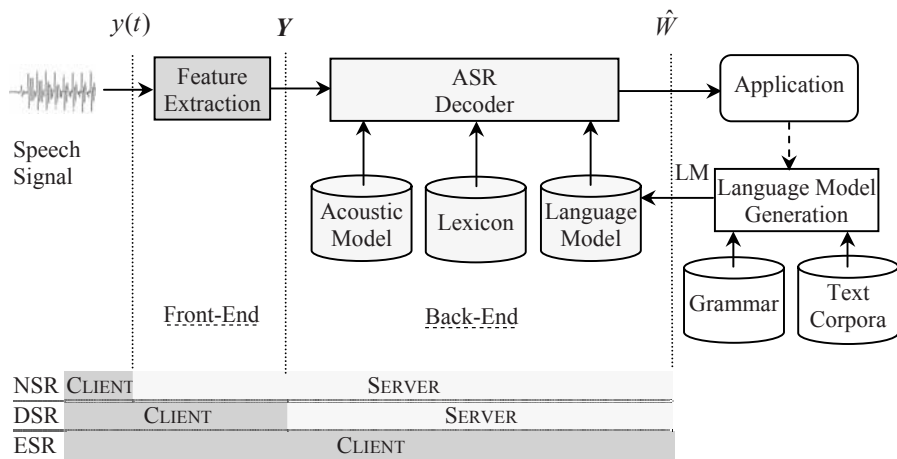 y(t)
Y
Ŵ
Speech
Signal
Feature
Extraction
ASR
Decoder
Application
Acoustic
Model
Lexicon
Language
Model
LM
Language Model
Generation
Grammar
Text
Corpora
Front-End
Back-End
NSR CLIENT SERVER
DSR CLIENT SERVER
ESR CLIENT